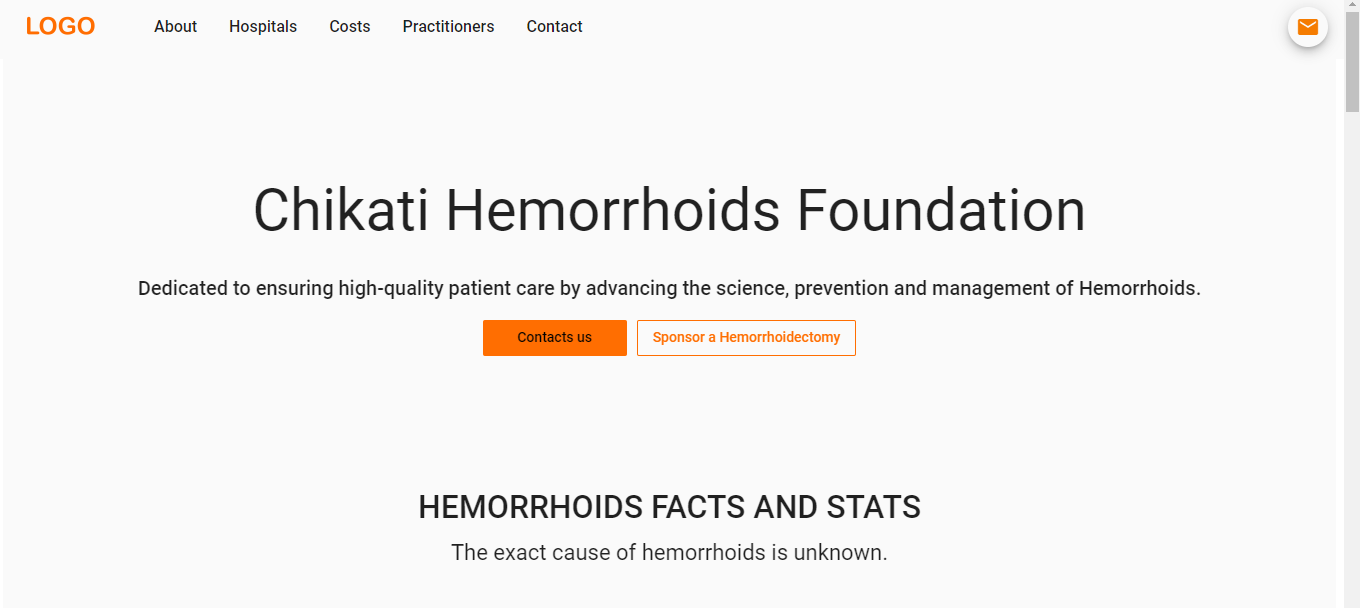 LOGO About Hospitals Costs Practitioners Contact
Chikati Hemorrhoids Foundation
Dedicated to ensuring high-quality patient care by advancing the science, prevention and management of Hemorrhoids.
Contacts us Sponsor a Hemorrhoidectomy
HEMORRHOIDS FACTS AND STATS
The exact cause of hemorrhoids is unknown.